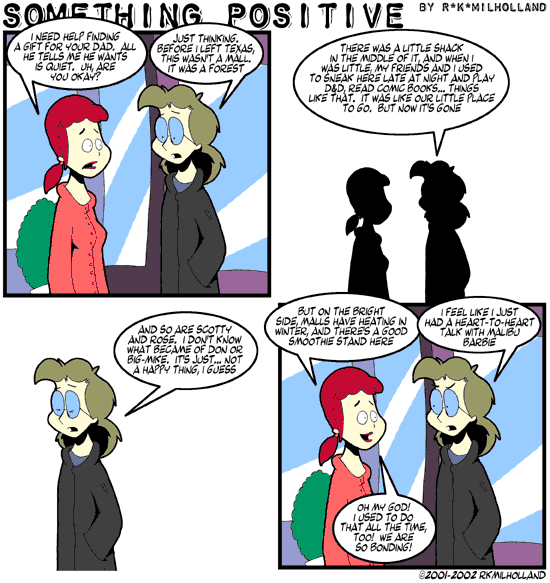 SOMETHING POSITIVE
BY R*K*MILHOLLAND
I NEED HELP FINDING
A GIFT FOR YOUR DAD. ALL
HE TELLS ME HE WANTS
IS QUIET. UH, ARE
YOU OKAY?
JUST THINKING.
BEFORE I LEFT TEXAS,
THIS WASN'T A MALL.
IT WAS A FOREST
THERE WAS A LITTLE SHACK
IN THE MIDDLE OF IT, AND WHEN I
WAS LITTLE, MY FRIENDS AND I USED
TO SNEAK HERE LATE AT NIGHT AND PLAY
D&D, READ COMIC BOOKS... THINGS
LIKE THAT. IT WAS LIKE OUR LITTLE PLACE
TO GO. BUT NOW IT'S GONE
AND SO ARE SCOTTY
AND ROSE. I DON'T KNOW
WHAT BECAME OF DON OR
BIG-MIKE. IT'S JUST... NOT
A HAPPY THING, I GUESS
BUT ON THE BRIGHT
SIDE, MALLS HAVE HEATING IN
WINTER, AND THERE'S A GOOD
SMOOTHIE STAND HERE
I FEEL LIKE I JUST
HAD A HEART-TO-HEART
TALK WITH MALIBU
BARBIE
OH MY GOD!
I USED TO DO
THAT ALL THE TIME,
TOO! WE ARE
SO BONDING!
©2001-2002 RKMILHOLLAND